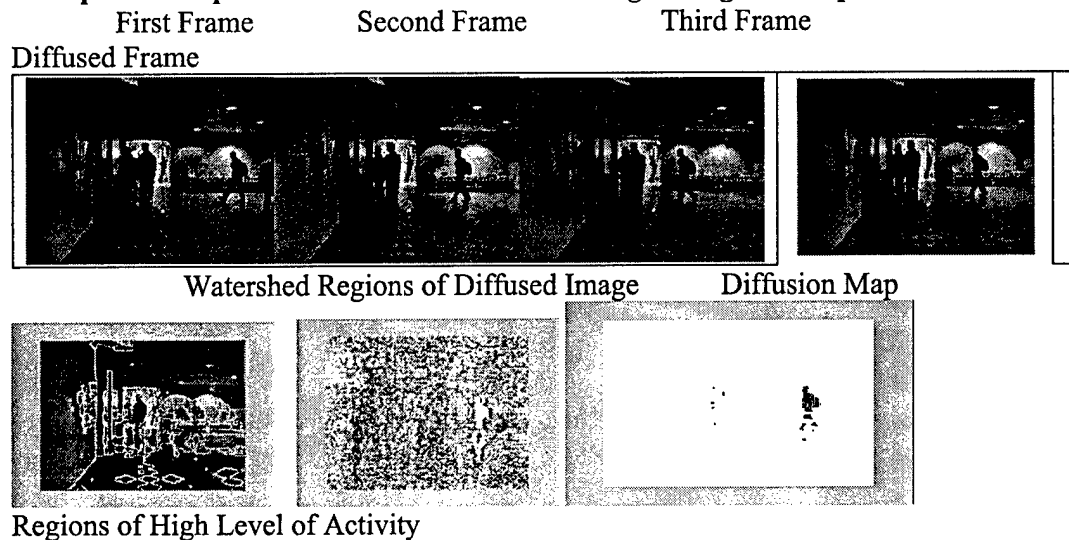 First Frame Second Frame Third Frame
Diffused Frame
Watershed Regions of Diffused Image Diffusion Map
Regions of High Level of Activity